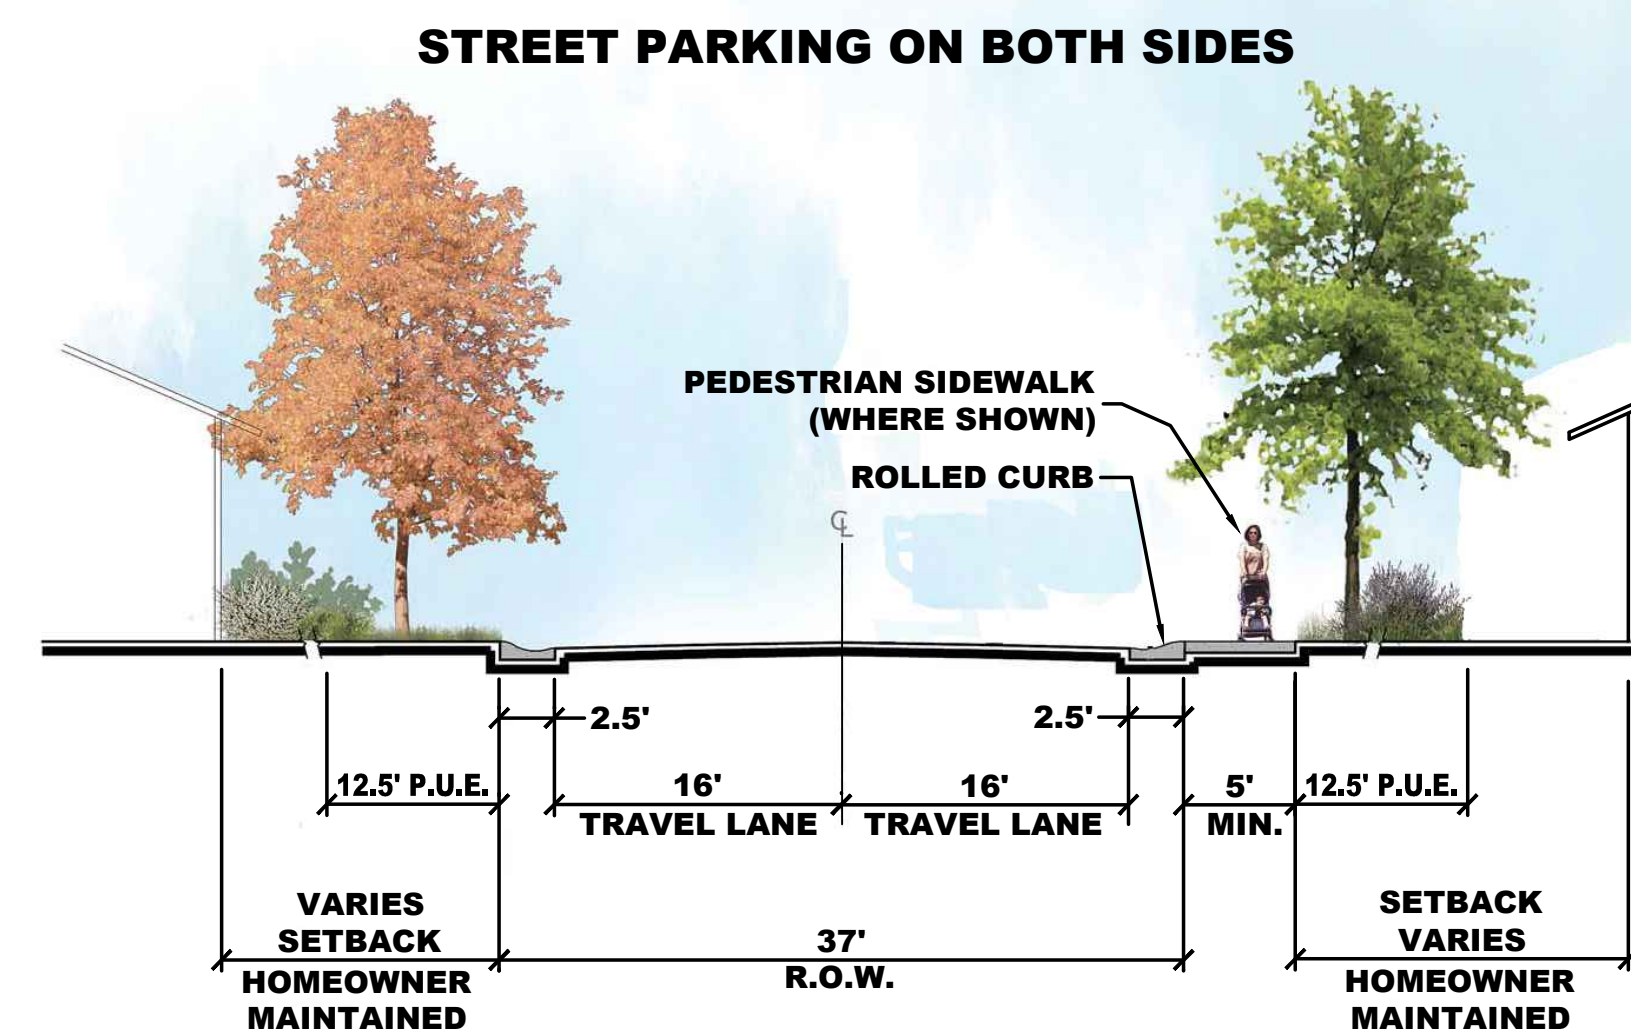 STREET PARKING ON BOTH SIDES
PEDESTRIAN SIDEWALK
(WHERE SHOWN)
ROLLED CURB
℄
2.5'
2.5'
12.5' P.U.E.
16'
TRAVEL LANE
16'
TRAVEL LANE
5'
MIN.
12.5' P.U.E.
VARIES
SETBACK
HOMEOWNER
MAINTAINED
37'
R.O.W.
SETBACK
VARIES
HOMEOWNER
MAINTAINED